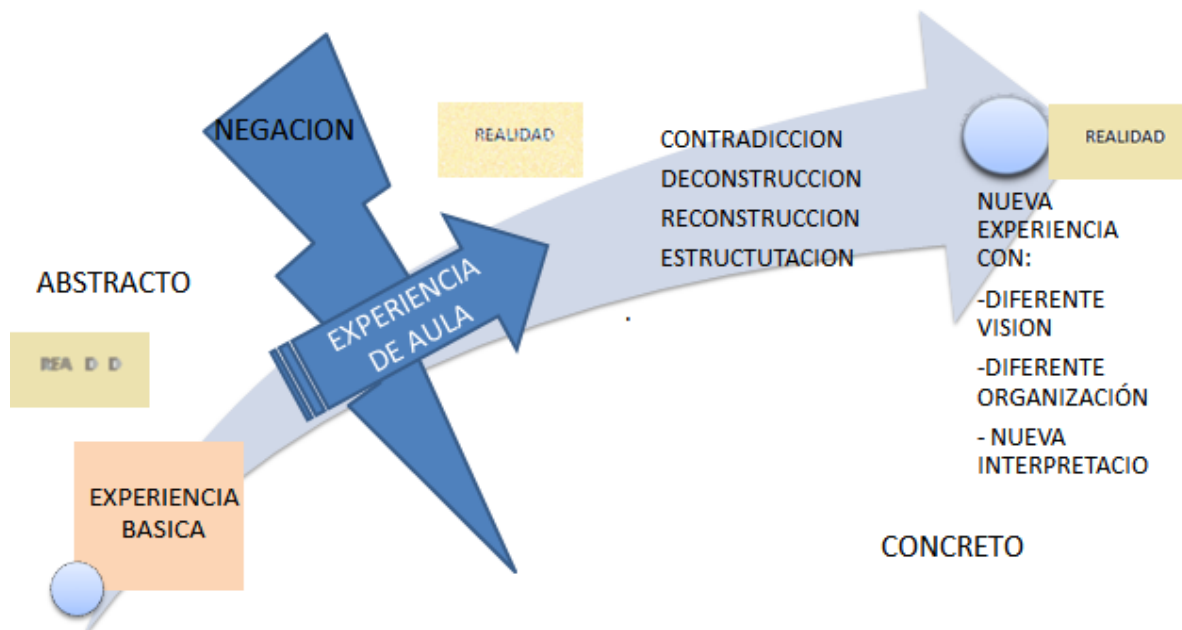 NEGACION
REALIDAD
CONTRADICCION
DECONSTRUCCION
RECONSTRUCCION
ESTRUCTUTACION
REALIDAD
NUEVA
EXPERIENCIA
CON:
-DIFERENTE
VISION
-DIFERENTE
ORGANIZACIÓN
- NUEVA
INTERPRETACIO
ABSTRACTO
EXPERIENCIA
DE AULA
REA D D
EXPERIENCIA
BASICA
CONCRETO